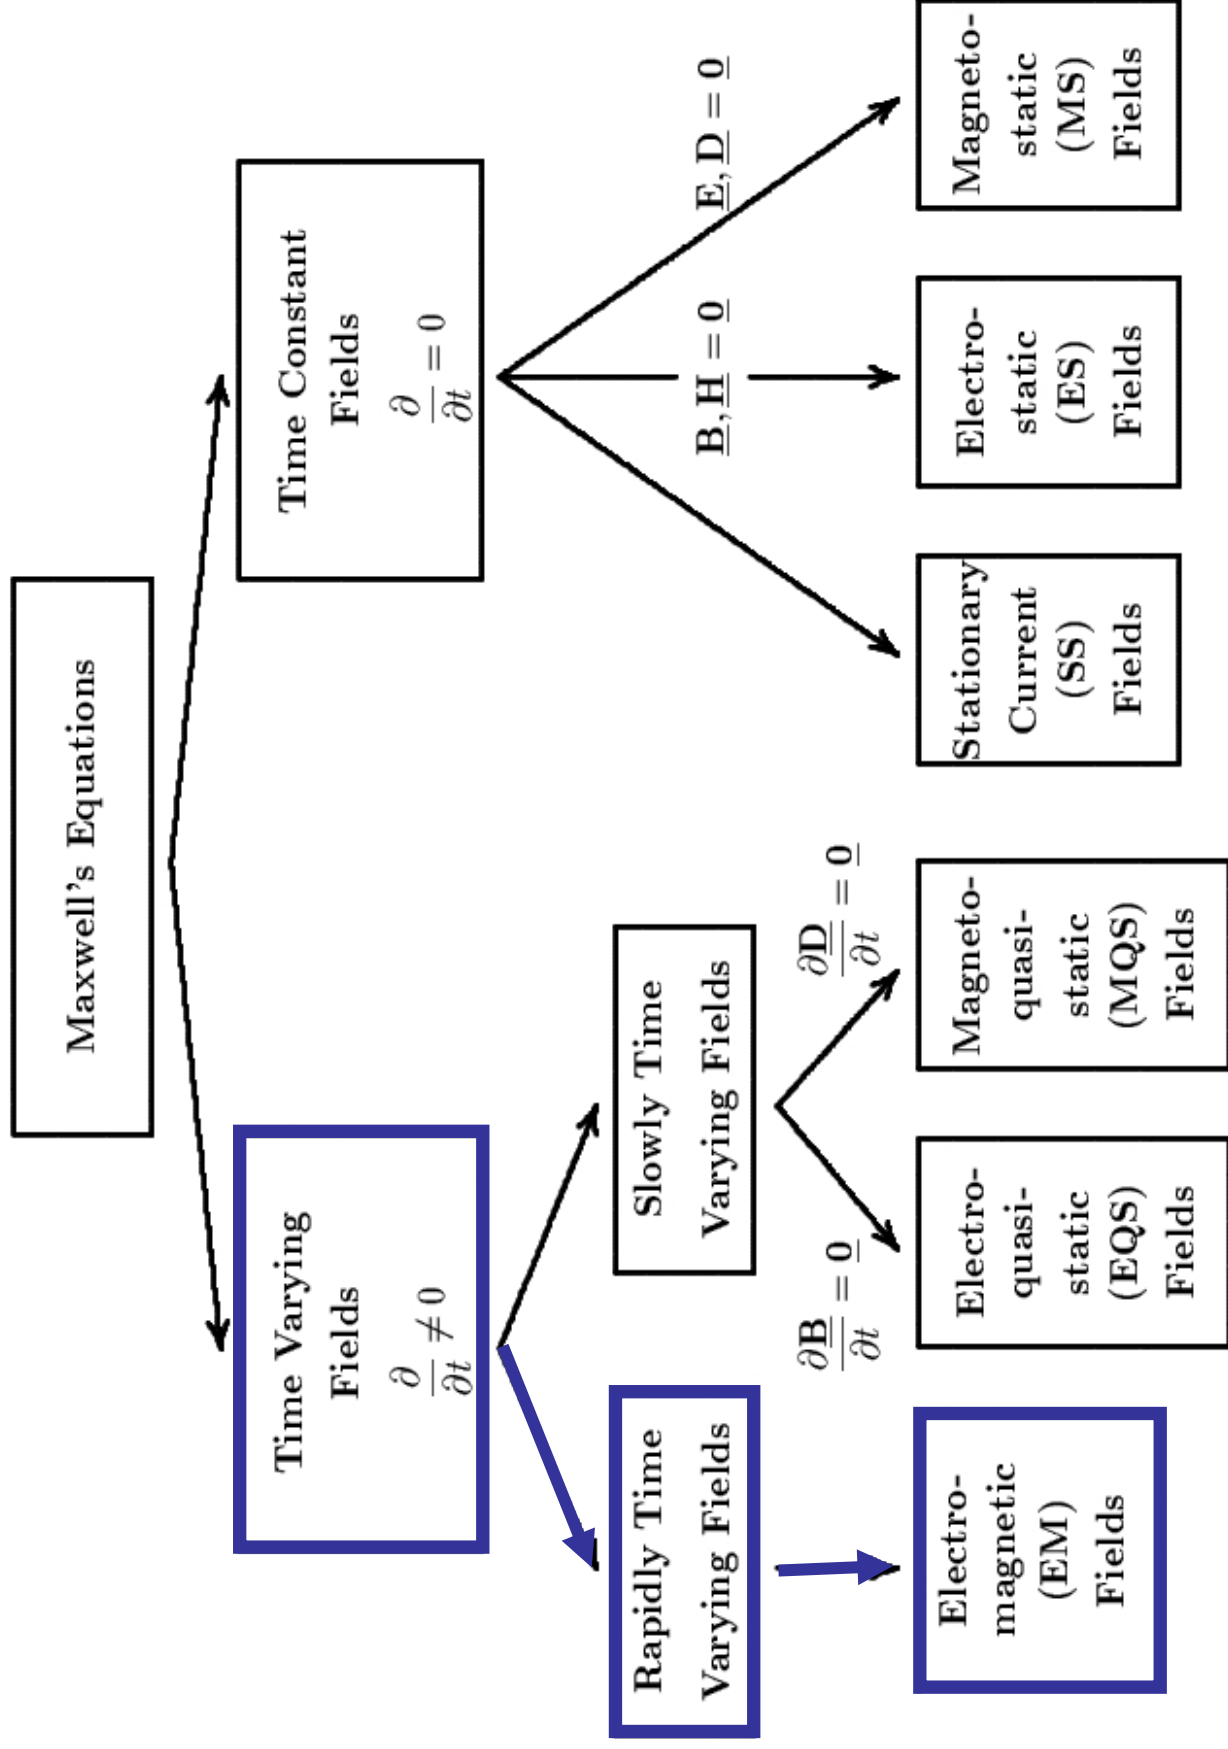 Maxwell's Equations
Time Varying
Fields
∂/∂t ≠ 0
Time Constant
Fields
∂/∂t = 0
Rapidly Time
Varying Fields
Slowly Time
Varying Fields
∂B/∂t = 0
∂D/∂t = 0
B, H = 0
E, D = 0
Electro-
magnetic
(EM)
Fields
Electro-
quasi-
static
(EQS)
Fields
Magneto-
quasi-
static
(MQS)
Fields
Stationary
Current
(SS)
Fields
Electro-
static
(ES)
Fields
Magneto-
static
(MS)
Fields